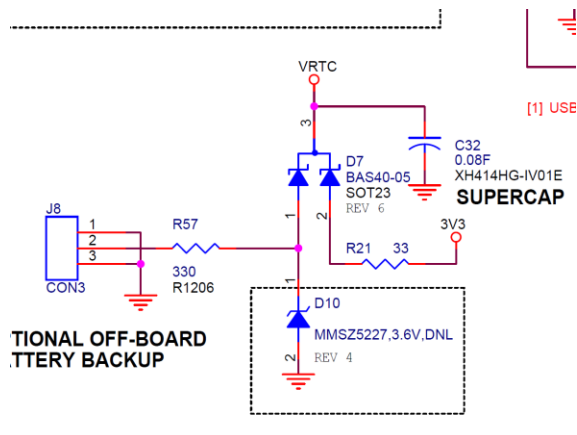 VRTC
[1] USB
3
C32
0.08F
XH414HG-IV01E
SUPERCAP
D7
BAS40-05
SOT23
REV 6
J8
1
2
3
CON3
R57
330
R1206
1
2
R21 33
3V3
1
D10
MMSZ5227,3.6V,DNL
2
REV 4
TIONAL OFF-BOARD
TTERY BACKUP